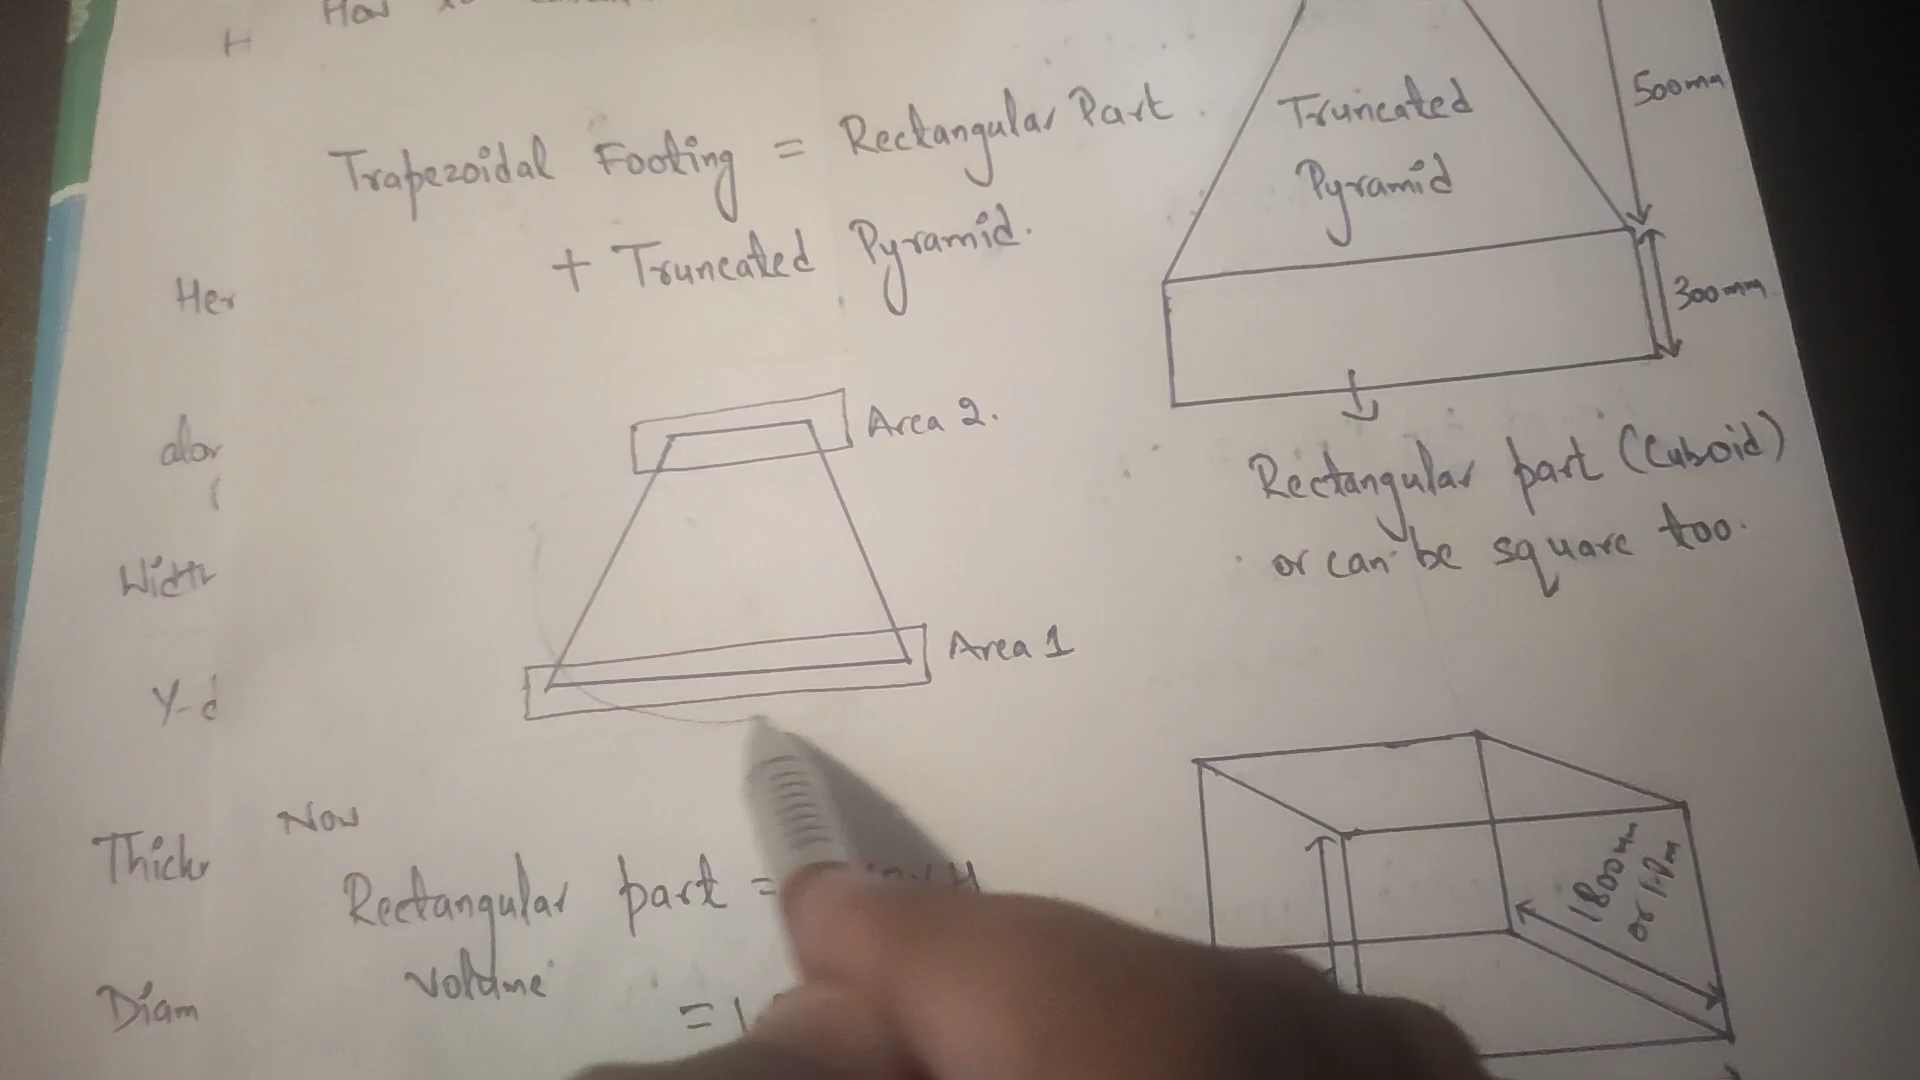 How
H
Trapezoidal Footing = Rectangular Part
+ Truncated Pyramid.
Truncated
Pyramid
500mm
300mm
Rectangular part (Cuboid)
or can be square too.
Area 2.
Area 1
Her
Width
Y-d
Thick
Diam
Now
Rectangular part =
volume
=
1800mm
or 1.8m